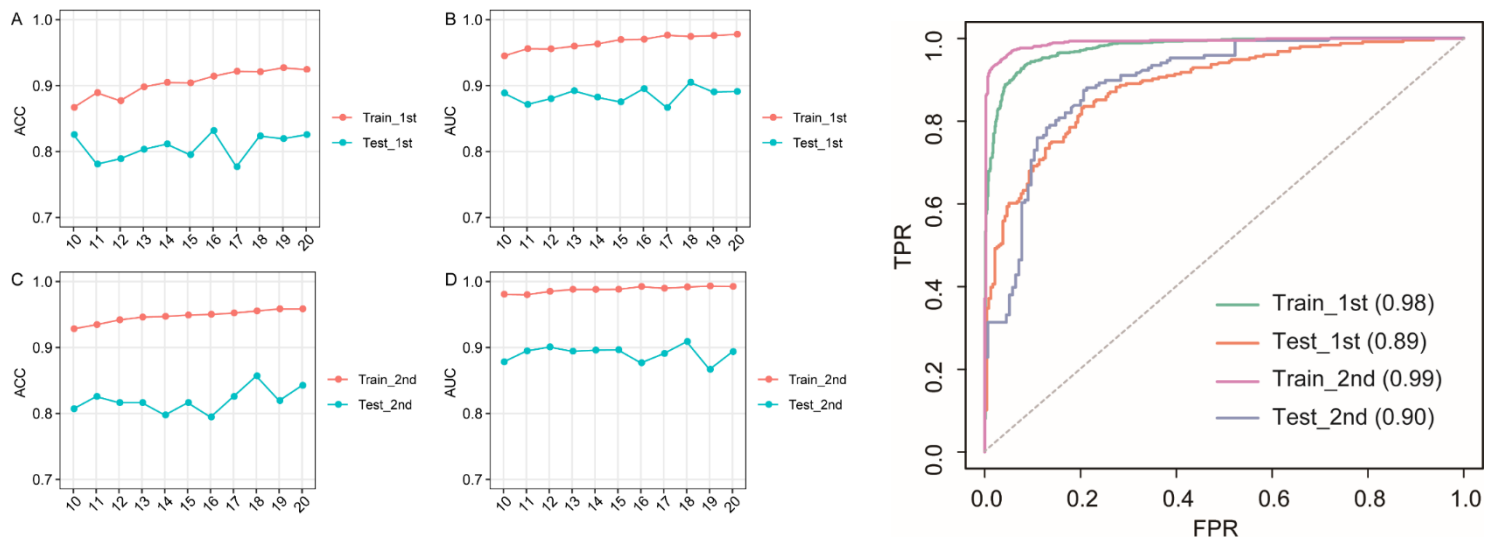 A
ACC
1.0
0.9
0.8
0.7
10 11 12 13 14 15 16 17 18 19 20
Train_1st
Test_1st
B
AUC
1.0
0.9
0.8
0.7
10 11 12 13 14 15 16 17 18 19 20
Train_1st
Test_1st
C
ACC
1.0
0.9
0.8
0.7
10 11 12 13 14 15 16 17 18 19 20
Train_2nd
Test_2nd
D
AUC
1.0
0.9
0.8
0.7
10 11 12 13 14 15 16 17 18 19 20
Train_2nd
Test_2nd
TPR
1.0
0.8
0.6
0.4
0.2
0.0
Train_1st (0.98)
Test_1st (0.89)
Train_2nd (0.99)
Test_2nd (0.90)
0.0 0.2 0.4 0.6 0.8 1.0
FPR